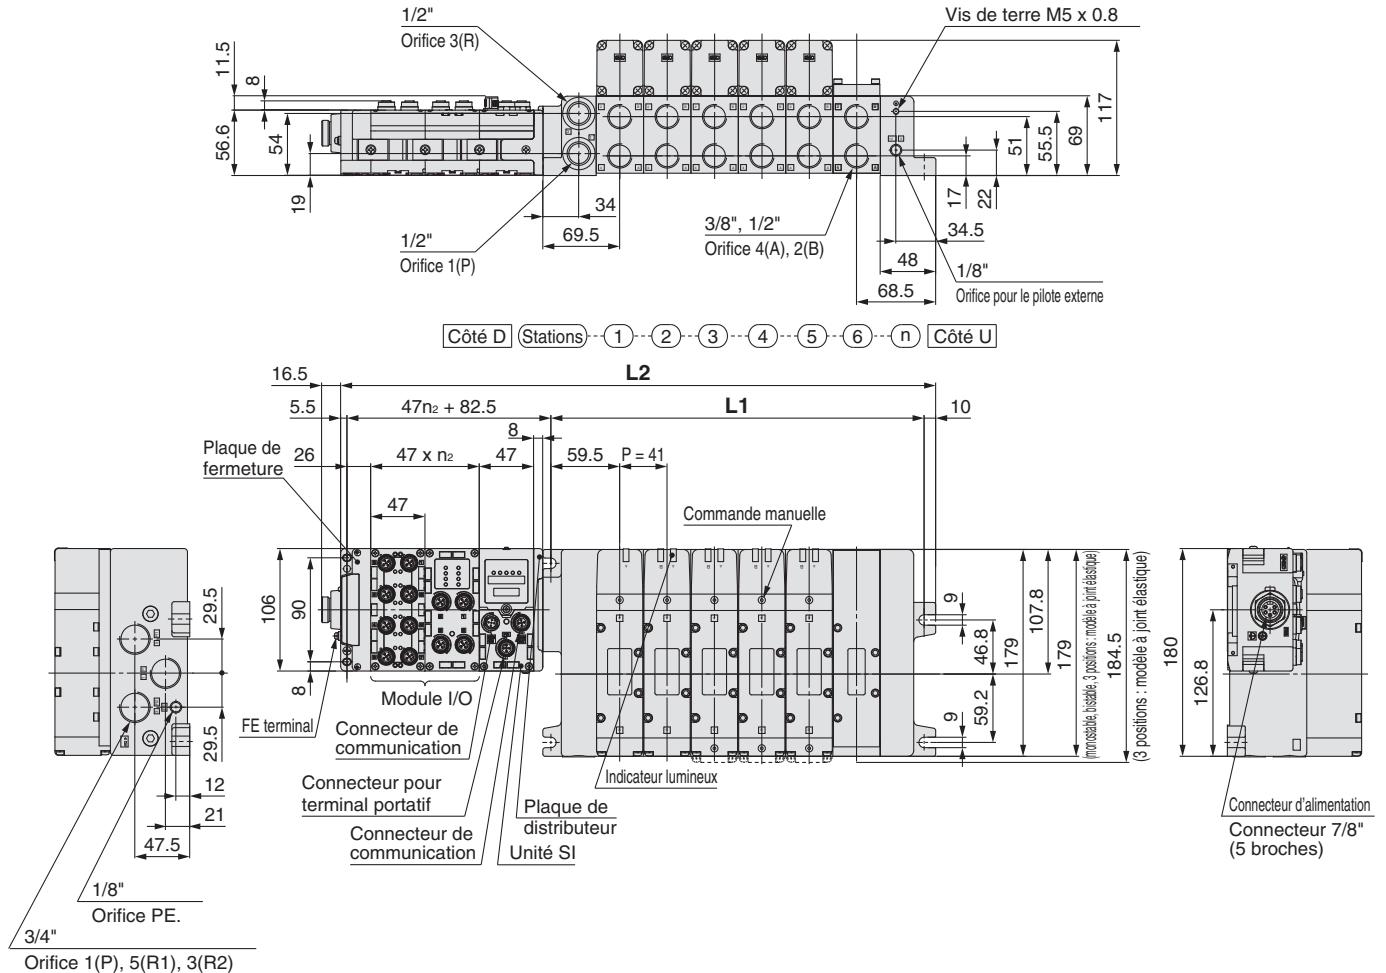 1/2"
Orifice 3(R)
Vis de terre M5 x 0.8
11.5
8
56.6
54
19
34
69.5
1/2"
Orifice 1(P)
3/8", 1/2"
Orifice 4(A), 2(B)
51
55.5
69
117
17
22
34.5
48
68.5
1/8"
Orifice pour le pilote externe
Côté D
Stations
1
2
3
4
5
6
n
Côté U
16.5
L2
5.5
47n2 + 82.5
L1
10
8
Plaque de
fermeture
26
47 x n2
47
59.5
P = 41
47
Commande manuelle
106
90
8
Module I/O
FE terminal
Connecteur de
communication
Connecteur pour
terminal portatif
Connecteur de
communication
Plaque de
distributeur
Unité SI
Indicateur lumineux
9
46.8
59.2
9
179
107.8
179
(monostable, bistable, 3 positions : modèle à joint élastique)
184.5
(3 positions : modèle à joint élastique)
180
126.8
Connecteur d'alimentation
Connecteur 7/8"
(5 broches)
29.5
29.5
12
21
47.5
1/8"
Orifice PE.
3/4"
Orifice 1(P), 5(R1), 3(R2)